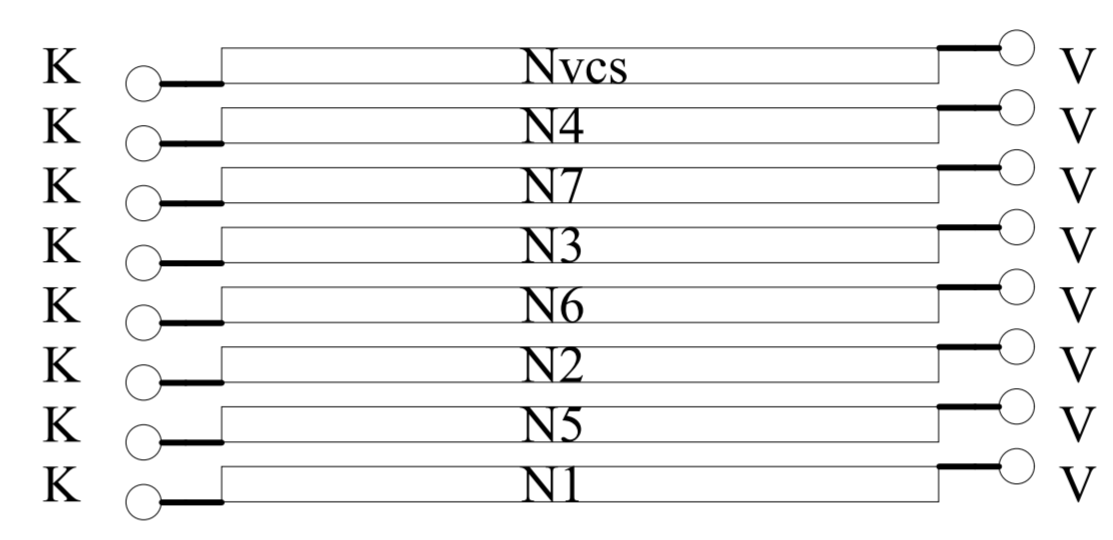 K Nvcs V
K N4 V
K N7 V
K N3 V
K N6 V
K N2 V
K N5 V
K N1 V